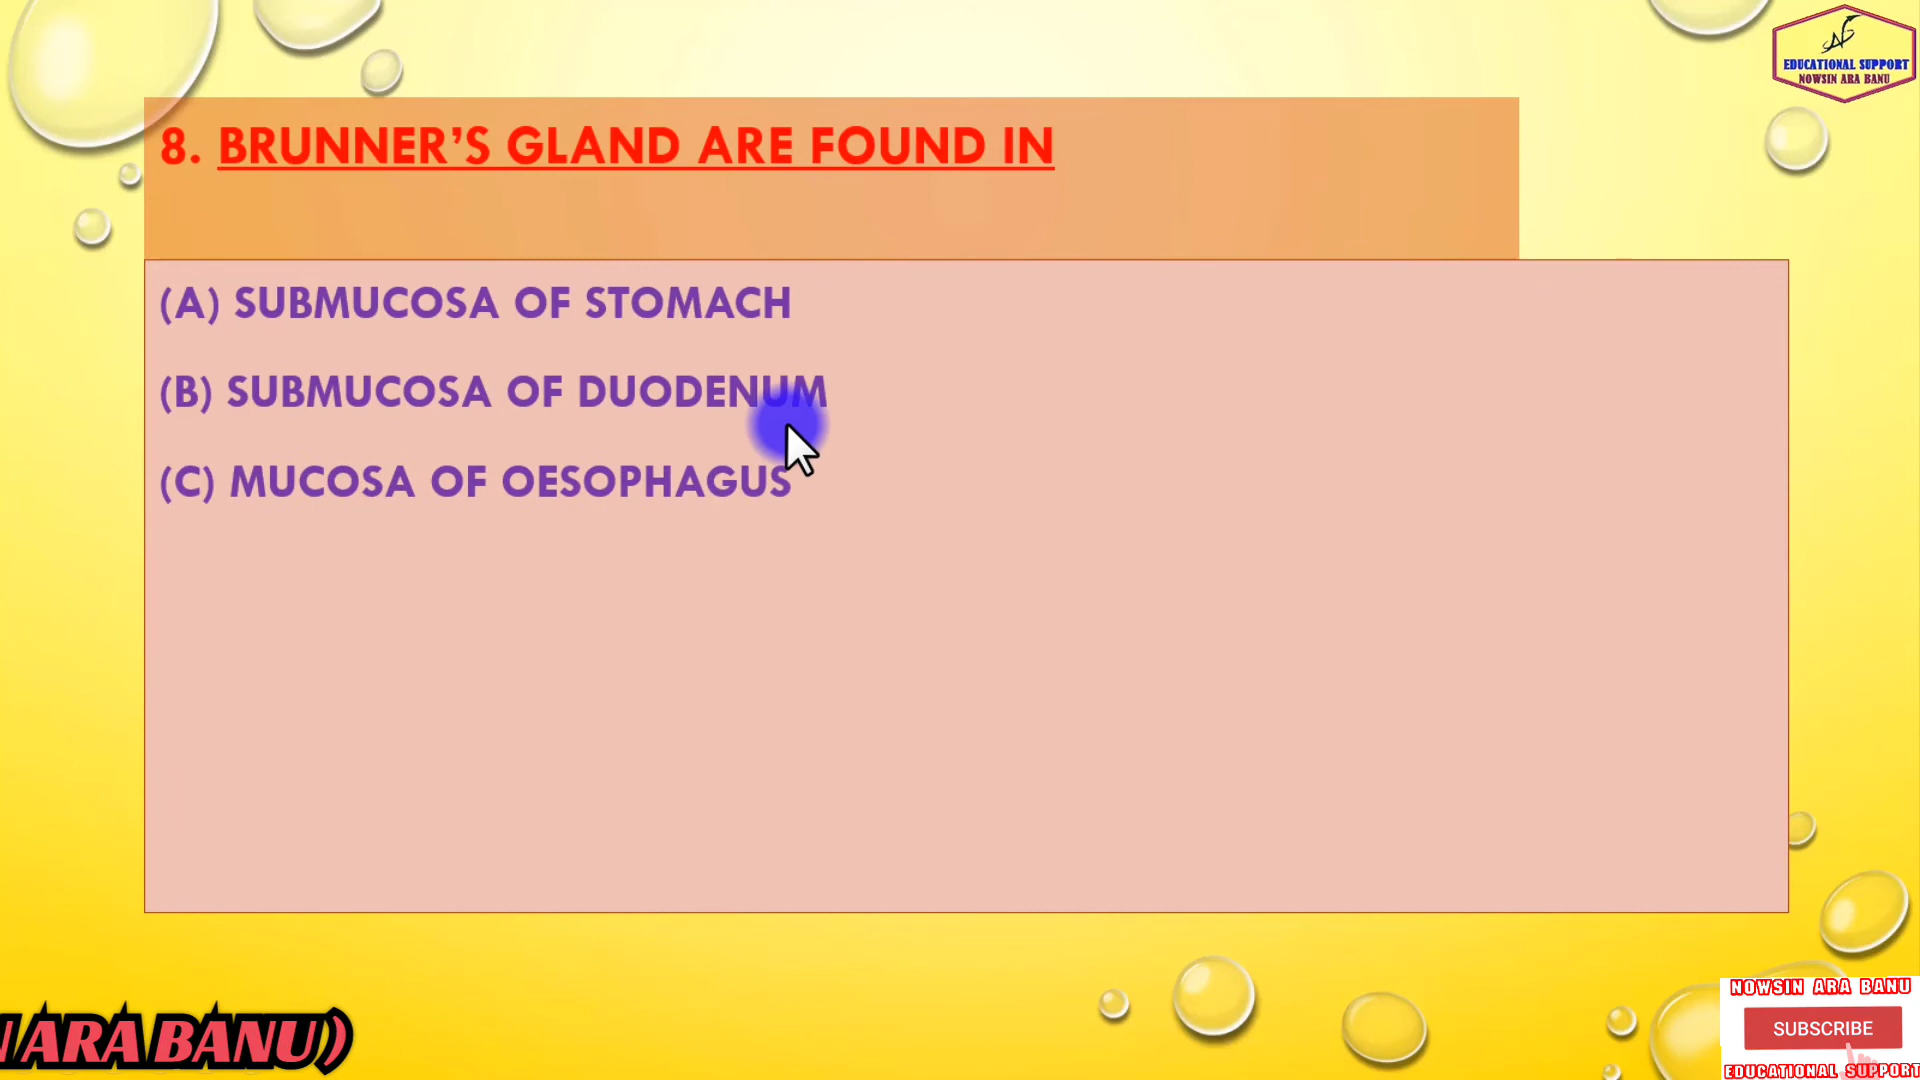 EDUCATIONAL SUPPORT
NOWSIN ARA BANU
8. BRUNNER’S GLAND ARE FOUND IN
(A) SUBMUCOSA OF STOMACH
(B) SUBMUCOSA OF DUODENUM
(C) MUCOSA OF OESOPHAGUS
ARA BANU)
NOWSIN ARA BANU
SUBSCRIBE
EDUCATIONAL SUPPORT